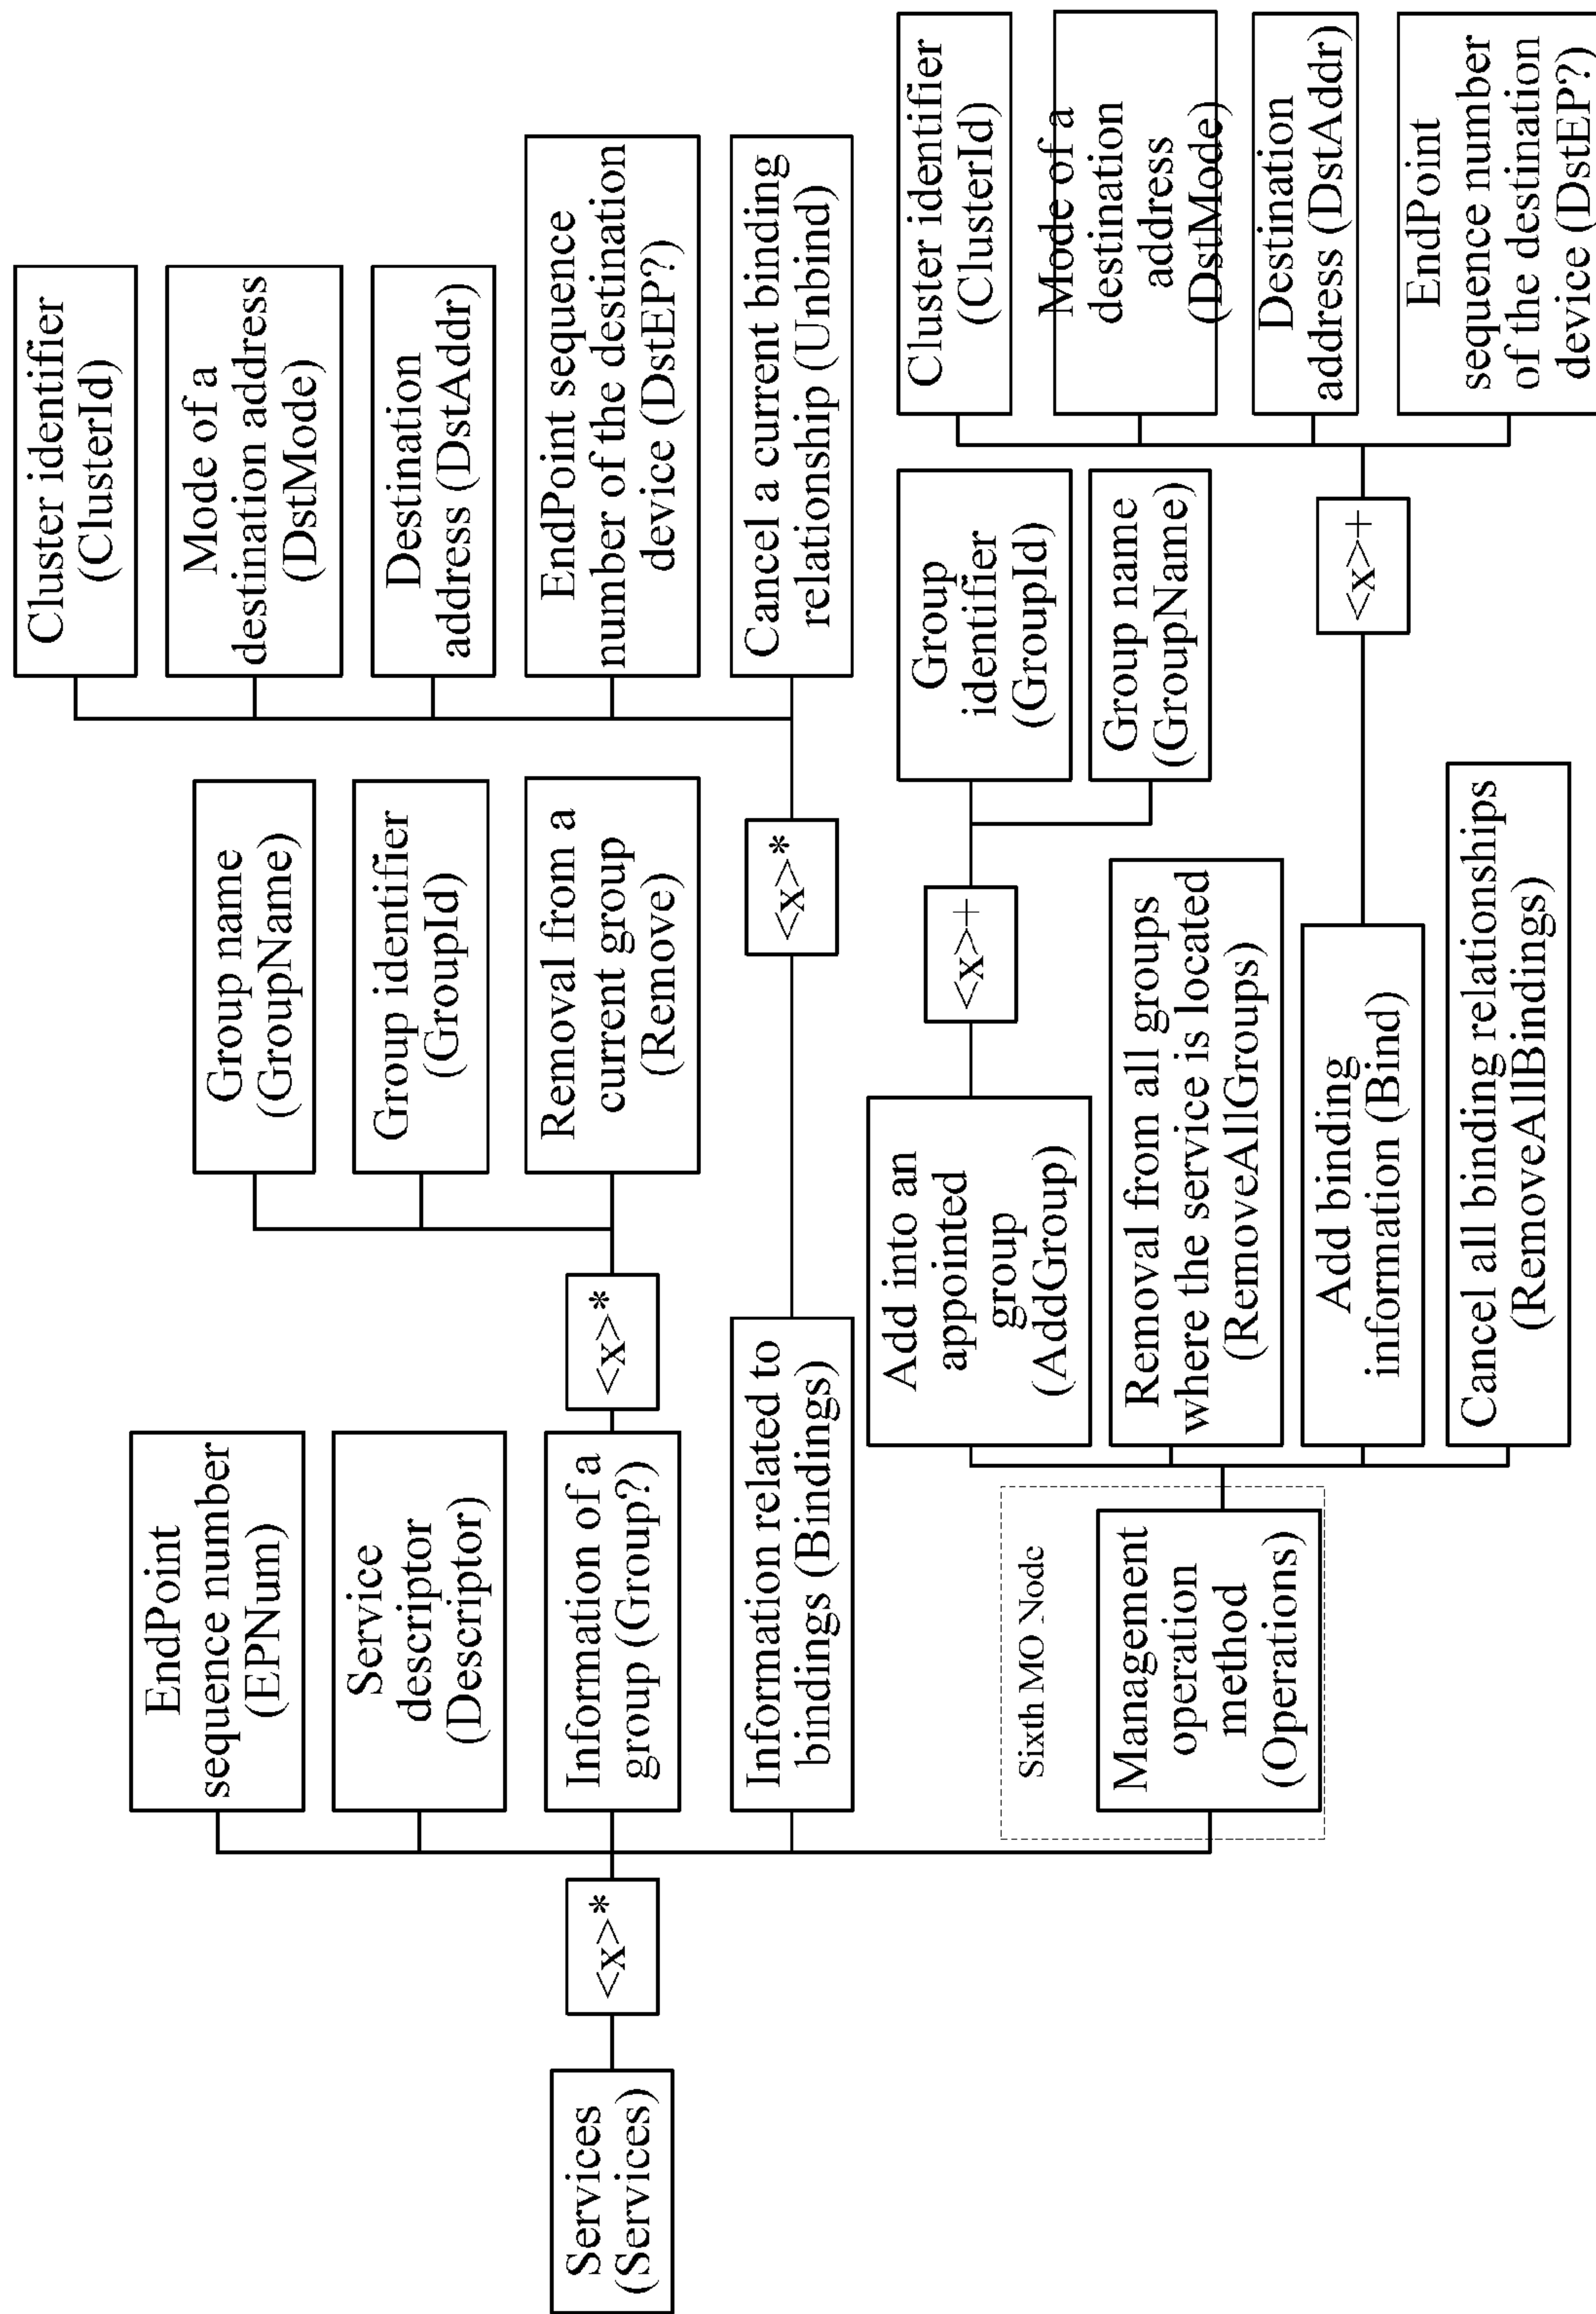 Services
(Services)
<x>*
EndPoint
sequence number
(EPNum)
Service
descriptor
(Descriptor)
Information of a
group (Group?)
<x>*
Group name
(GroupName)
Group identifier
(GroupId)
Removal from a
current group
(Remove)
Information related to
bindings (Bindings)
<x>*
Cluster identifier
(ClusterId)
Mode of a
destination address
(DstMode)
Destination
address (DstAddr)
EndPoint sequence
number of the destination
device (DstEP?)
Cancel a current binding
relationship (Unbind)
Sixth MO Node
Management
operation
method
(Operations)
Add into an
appointed
group
(AddGroup)
<x>+
Group
identifier
(GroupId)
Group name
(GroupName)
Removal from all groups
where the service is located
(RemoveAllGroups)
Add binding
information (Bind)
<x>+
Cluster identifier
(ClusterId)
Mode of a
destination
address
(DstMode)
Destination
address (DstAddr)
EndPoint
sequence number
of the destination
device (DstEP?)
Cancel all binding relationships
(RemoveAllBindings)